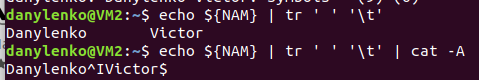 danylenko@VM2:~$ echo ${NAM} | tr ' ' '\t'
Danylenko       Victor
danylenko@VM2:~$ echo ${NAM} | tr ' ' '\t' | cat -A
Danylenko^IVictor$